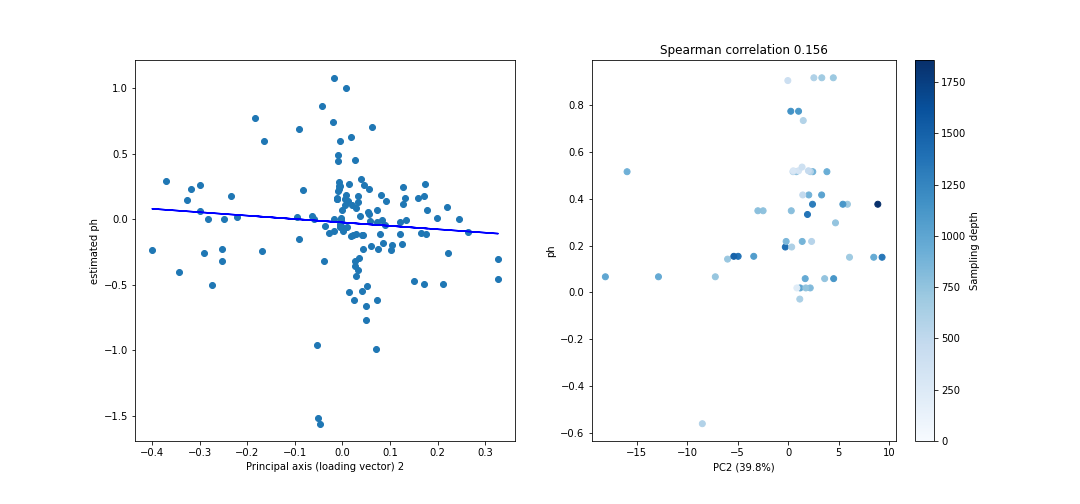 Spearman correlation 0.156
1.0
0.5
0.0
−0.5
−1.0
−1.5
estimated ph
−0.4 −0.3 −0.2 −0.1 0.0 0.1 0.2 0.3
Principal axis (loading vector) 2
0.8
0.6
0.4
0.2
0.0
−0.2
−0.4
−0.6
ph
−15 −10 −5 0 5 10
PC2 (39.8%)
1750
1500
1250
1000
750
500
250
0
Sampling depth